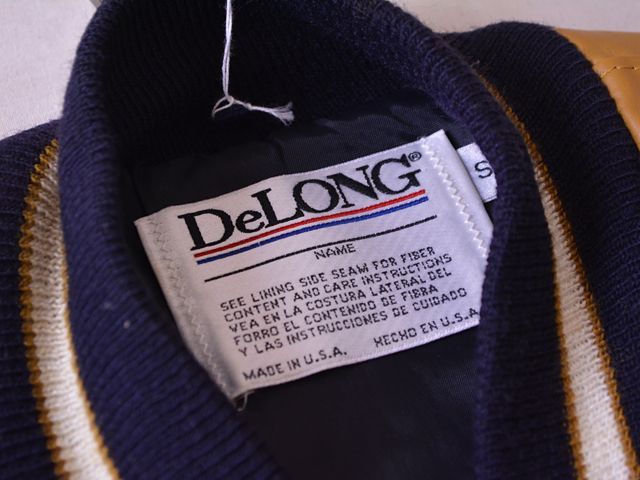 DeLONG®
NAME
SEE LINING SIDE SEAM FOR FIBER
CONTENT AND CARE INSTRUCTIONS
VEA EN LA COSTURA LATERAL DEL
FORRO EL CONTENIDO DE FIBRA
Y LAS INSTRUCCIONES DE CUIDADO
MADE IN U.S.A. HECHO EN U.S.A.
S